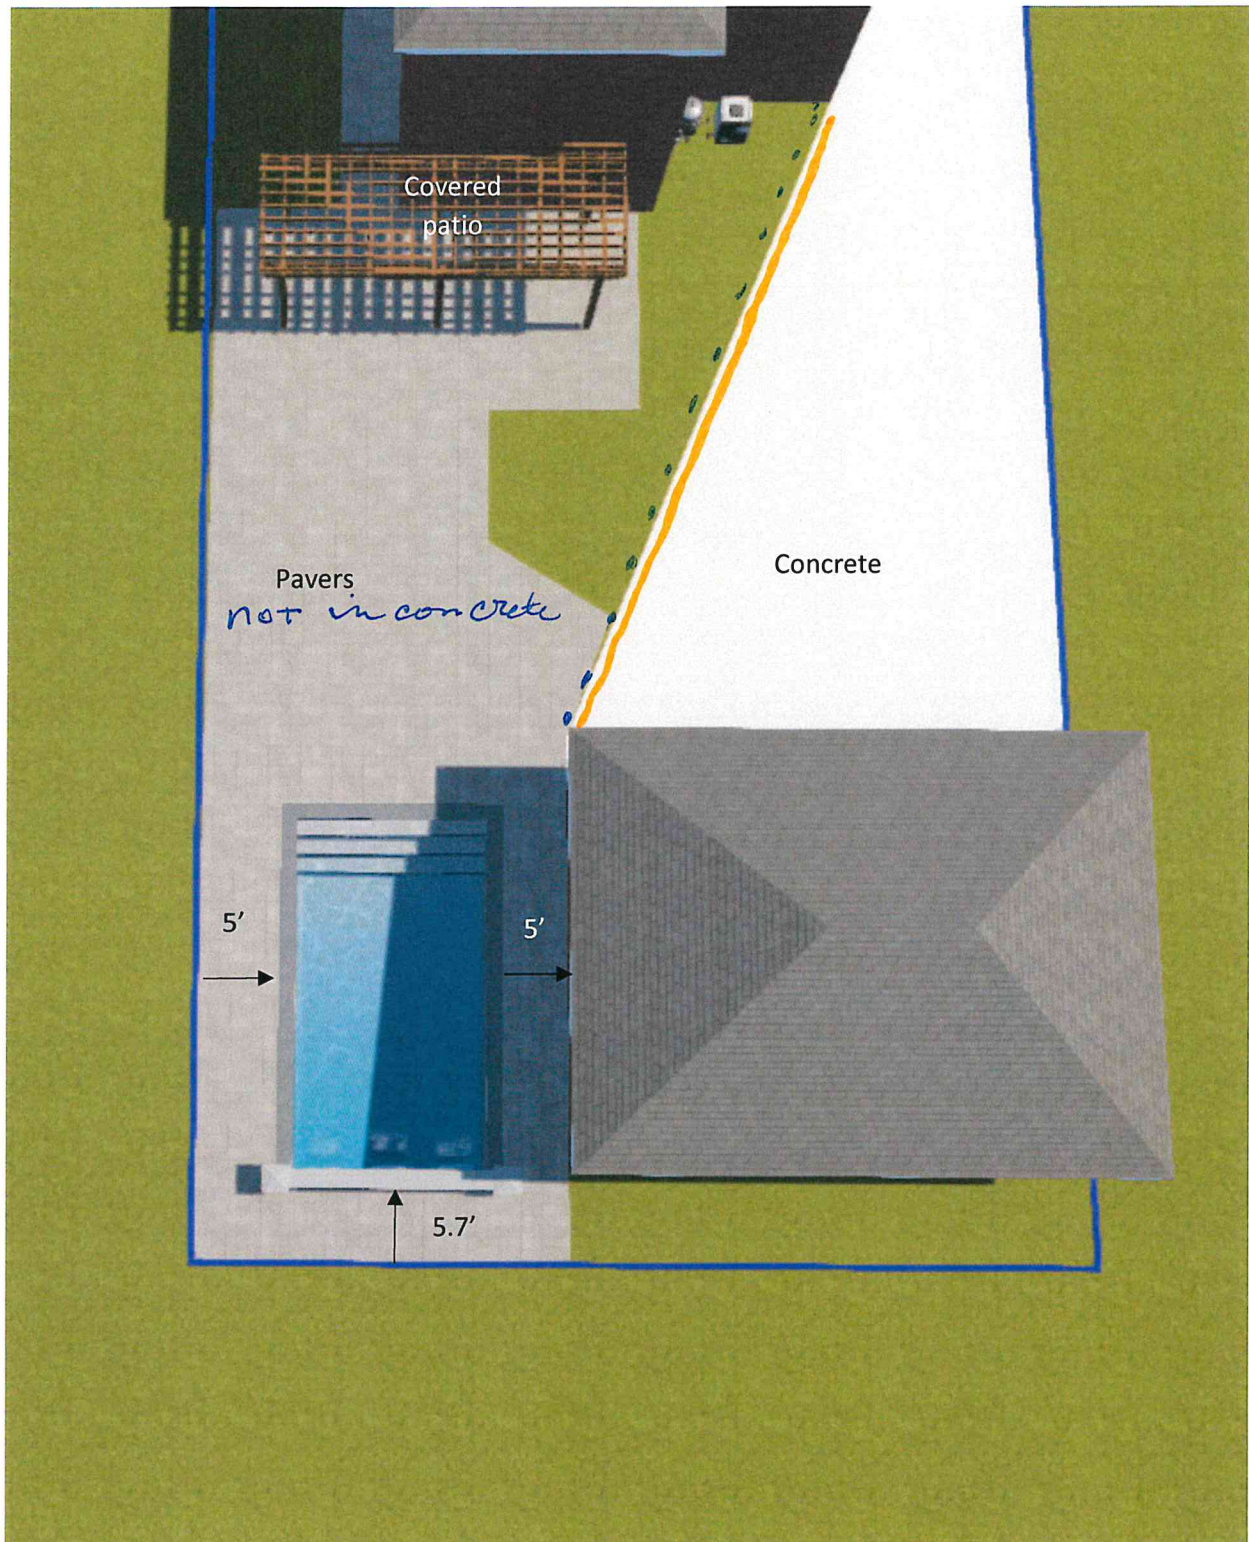 Covered
patio
Pavers
not in concrete
Concrete
5’
5’
5.7’